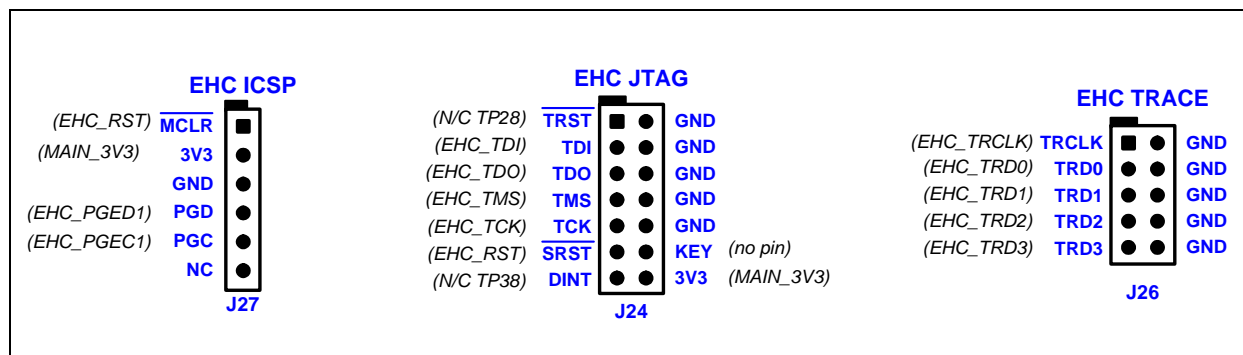 EHC ICSP
(EHC_RST) MCLR
(MAIN_3V3) 3V3
GND
(EHC_PGED1) PGD
(EHC_PGEC1) PGC
NC
J27
EHC JTAG
(N/C TP28) TRST GND
(EHC_TDI) TDI GND
(EHC_TDO) TDO GND
(EHC_TMS) TMS GND
(EHC_TCK) TCK GND
(EHC_RST) SRST KEY (no pin)
(N/C TP38) DINT 3V3 (MAIN_3V3)
J24
EHC TRACE
(EHC_TRCLK) TRCLK GND
(EHC_TRD0) TRD0 GND
(EHC_TRD1) TRD1 GND
(EHC_TRD2) TRD2 GND
(EHC_TRD3) TRD3 GND
J26